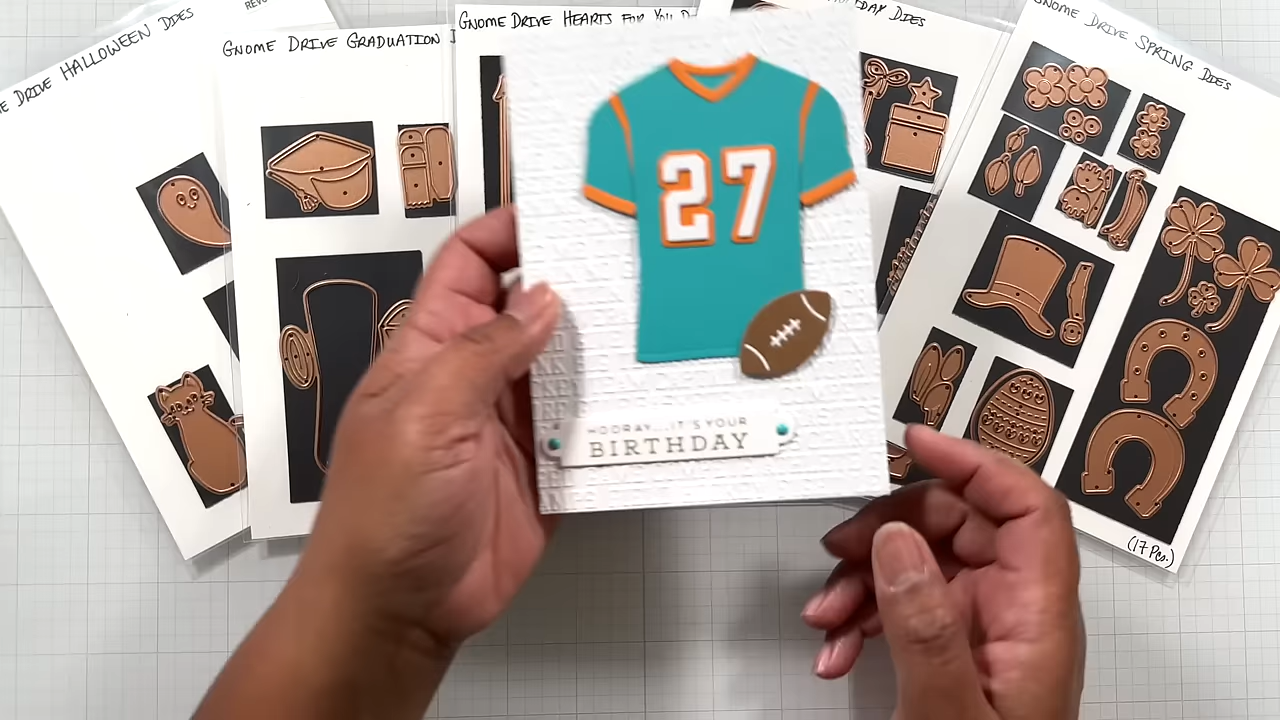 DRIVE HALLOWEEN DIES
GNOME DRIVE GRADUATION
GNOME DRIVE HEARTS FOR YOU
DAY DIES
GNOME DRIVE SPRING DIES
27
HOORAY...IT'S YOUR
BIRTHDAY
(17 Pcs.)